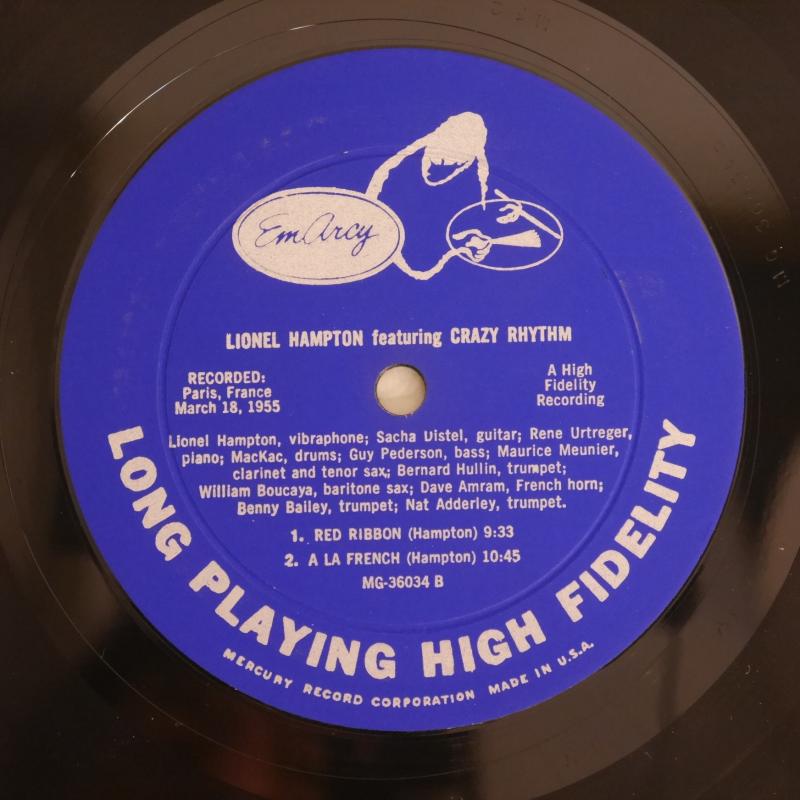 EmArcy
LIONEL HAMPTON featuring CRAZY RHYTHM
RECORDED:
Paris, France
March 18, 1955
A High
Fidelity
Recording
Lionel Hampton, vibraphone; Sacha Distel, guitar; Rene Urtreger,
piano; MacKac, drums; Guy Pederson, bass; Maurice Meunier,
clarinet and tenor sax; Bernard Hullin, trumpet;
William Boucaya, baritone sax; Dave Amram, French horn;
Benny Bailey, trumpet; Nat Adderley, trumpet.
1. RED RIBBON (Hampton) 9:33
2. A LA FRENCH (Hampton) 10:45
MG-36034 B
LONG PLAYING HIGH FIDELITY
MERCURY RECORD CORPORATION MADE IN U.S.A.